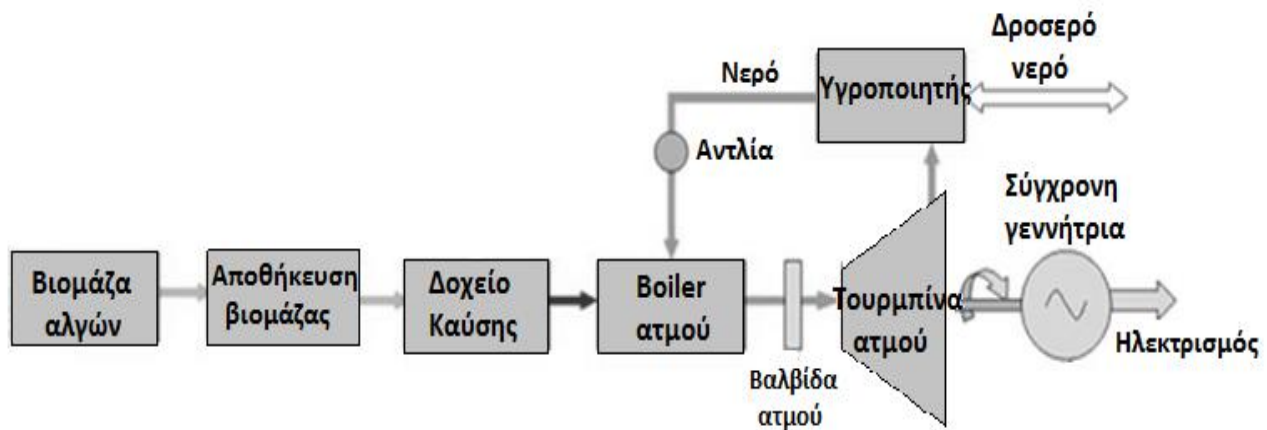 Δροσερό
νερό
Νερό
Υγροποιητής
Αντλία
Σύγχρονη
γεννήτρια
Βιομάζα
αλγών
Αποθήκευση
βιομάζας
Δοχείο
Καύσης
Boiler
ατμού
Τουρμπίνα
ατμού
Ηλεκτρισμός
Βαλβίδα
ατμού